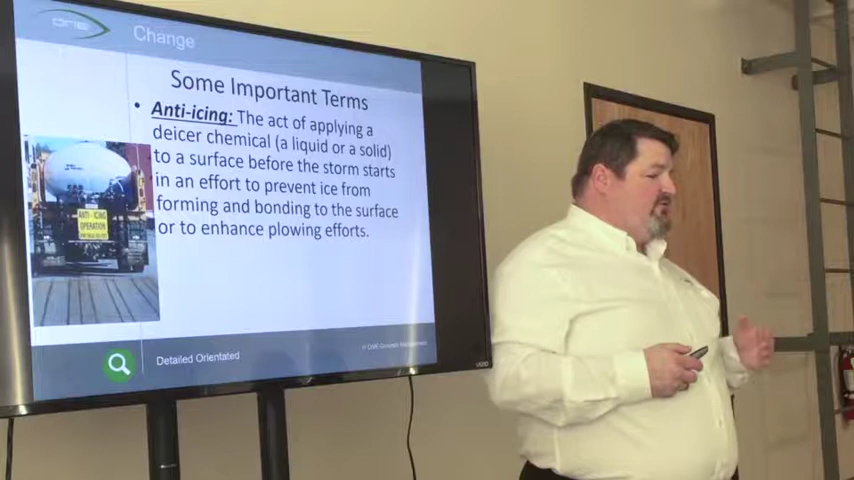 ONE
Change
Some Important Terms
• Anti-icing: The act of applying a
deicer chemical (a liquid or a solid)
to a surface before the storm starts
in an effort to prevent ice from
forming and bonding to the surface
or to enhance plowing efforts.
ANTI-ICING
OPERATION
Detailed Orientated
VIZIO